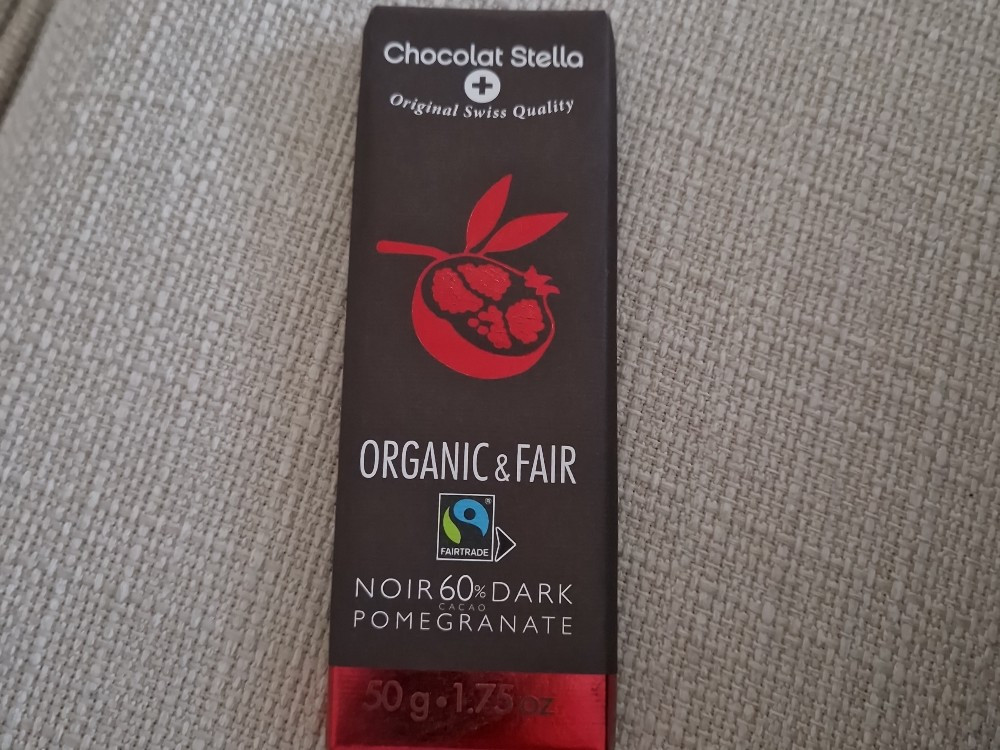 Chocolat Stella
Original Swiss Quality
ORGANIC & FAIR
®
FAIRTRADE
NOIR 60% DARK
CACAO
POMEGRANATE
50 g • 1.75 oz